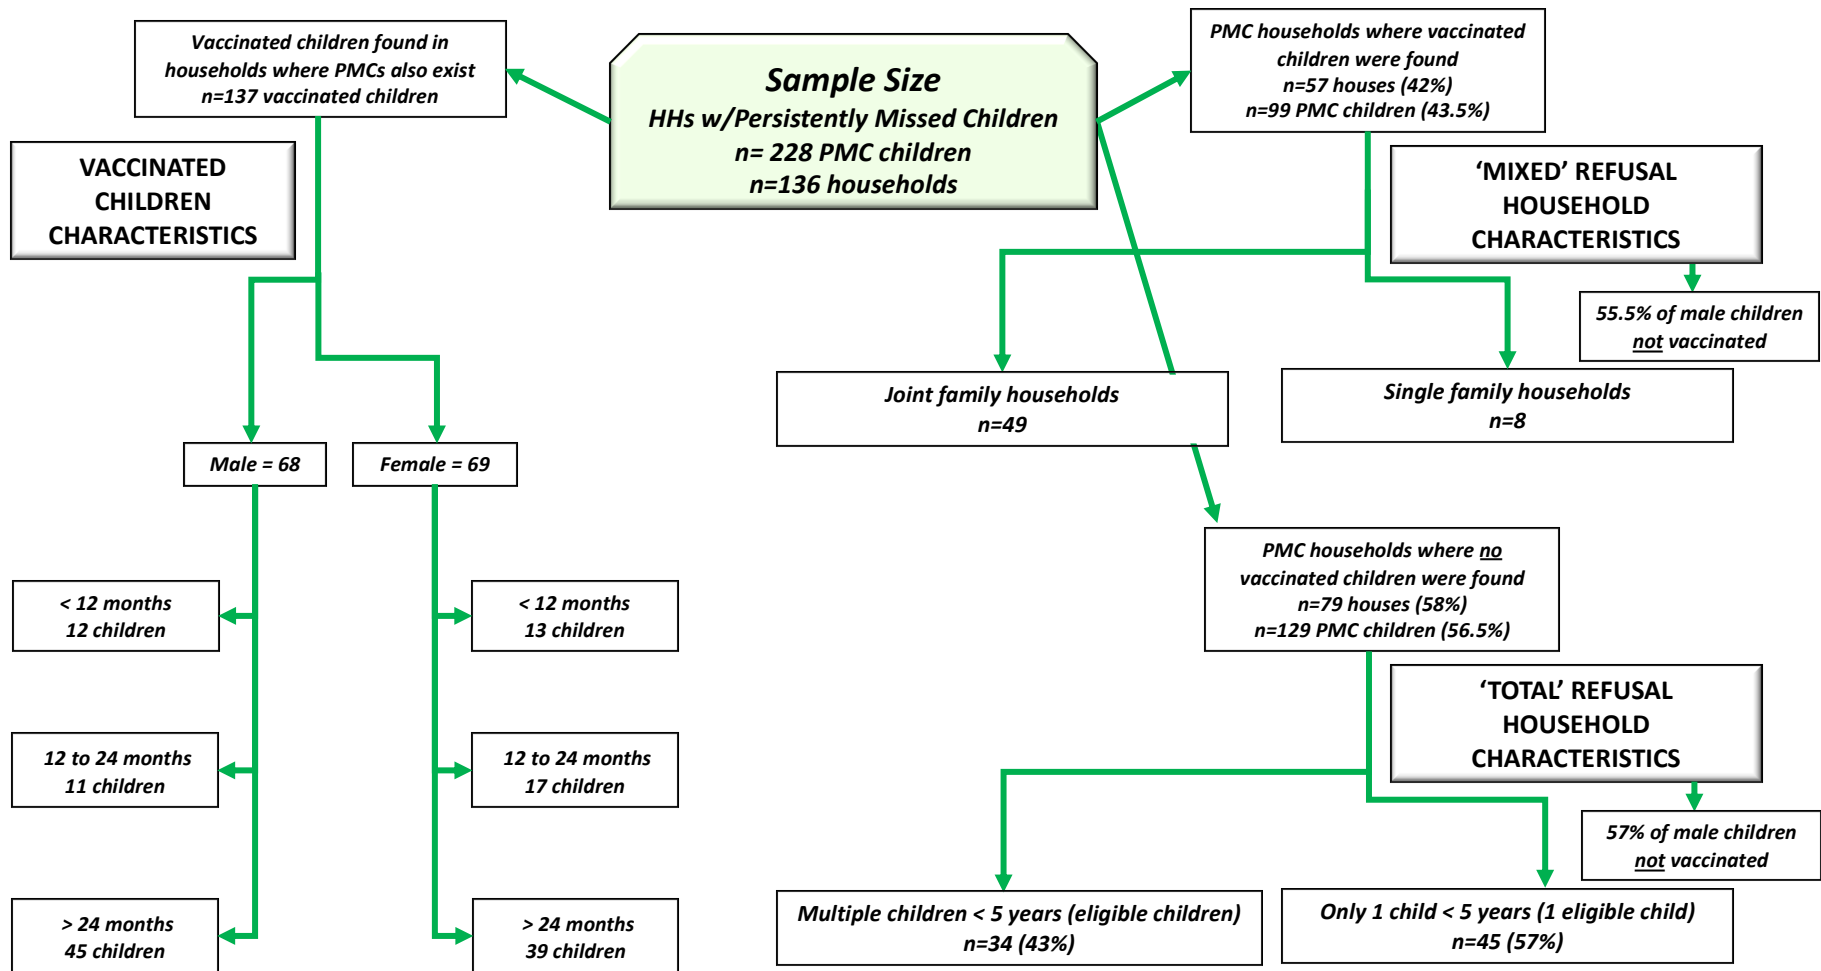 Vaccinated children found in
households where PMCs also exist
n=137 vaccinated children
Sample Size
HHs w/Persistently Missed Children
n= 228 PMC children
n=136 households
PMC households where vaccinated
children were found
n=57 houses (42%)
n=99 PMC children (43.5%)
VACCINATED
CHILDREN
CHARACTERISTICS
‘MIXED’ REFUSAL
HOUSEHOLD
CHARACTERISTICS
55.5% of male children
not vaccinated
Joint family households
n=49
Single family households
n=8
Male = 68
Female = 69
PMC households where no
vaccinated children were found
n=79 houses (58%)
n=129 PMC children (56.5%)
< 12 months
12 children
< 12 months
13 children
‘TOTAL’ REFUSAL
HOUSEHOLD
CHARACTERISTICS
12 to 24 months
11 children
12 to 24 months
17 children
57% of male children
not vaccinated
> 24 months
45 children
> 24 months
39 children
Multiple children < 5 years (eligible children)
n=34 (43%)
Only 1 child < 5 years (1 eligible child)
n=45 (57%)